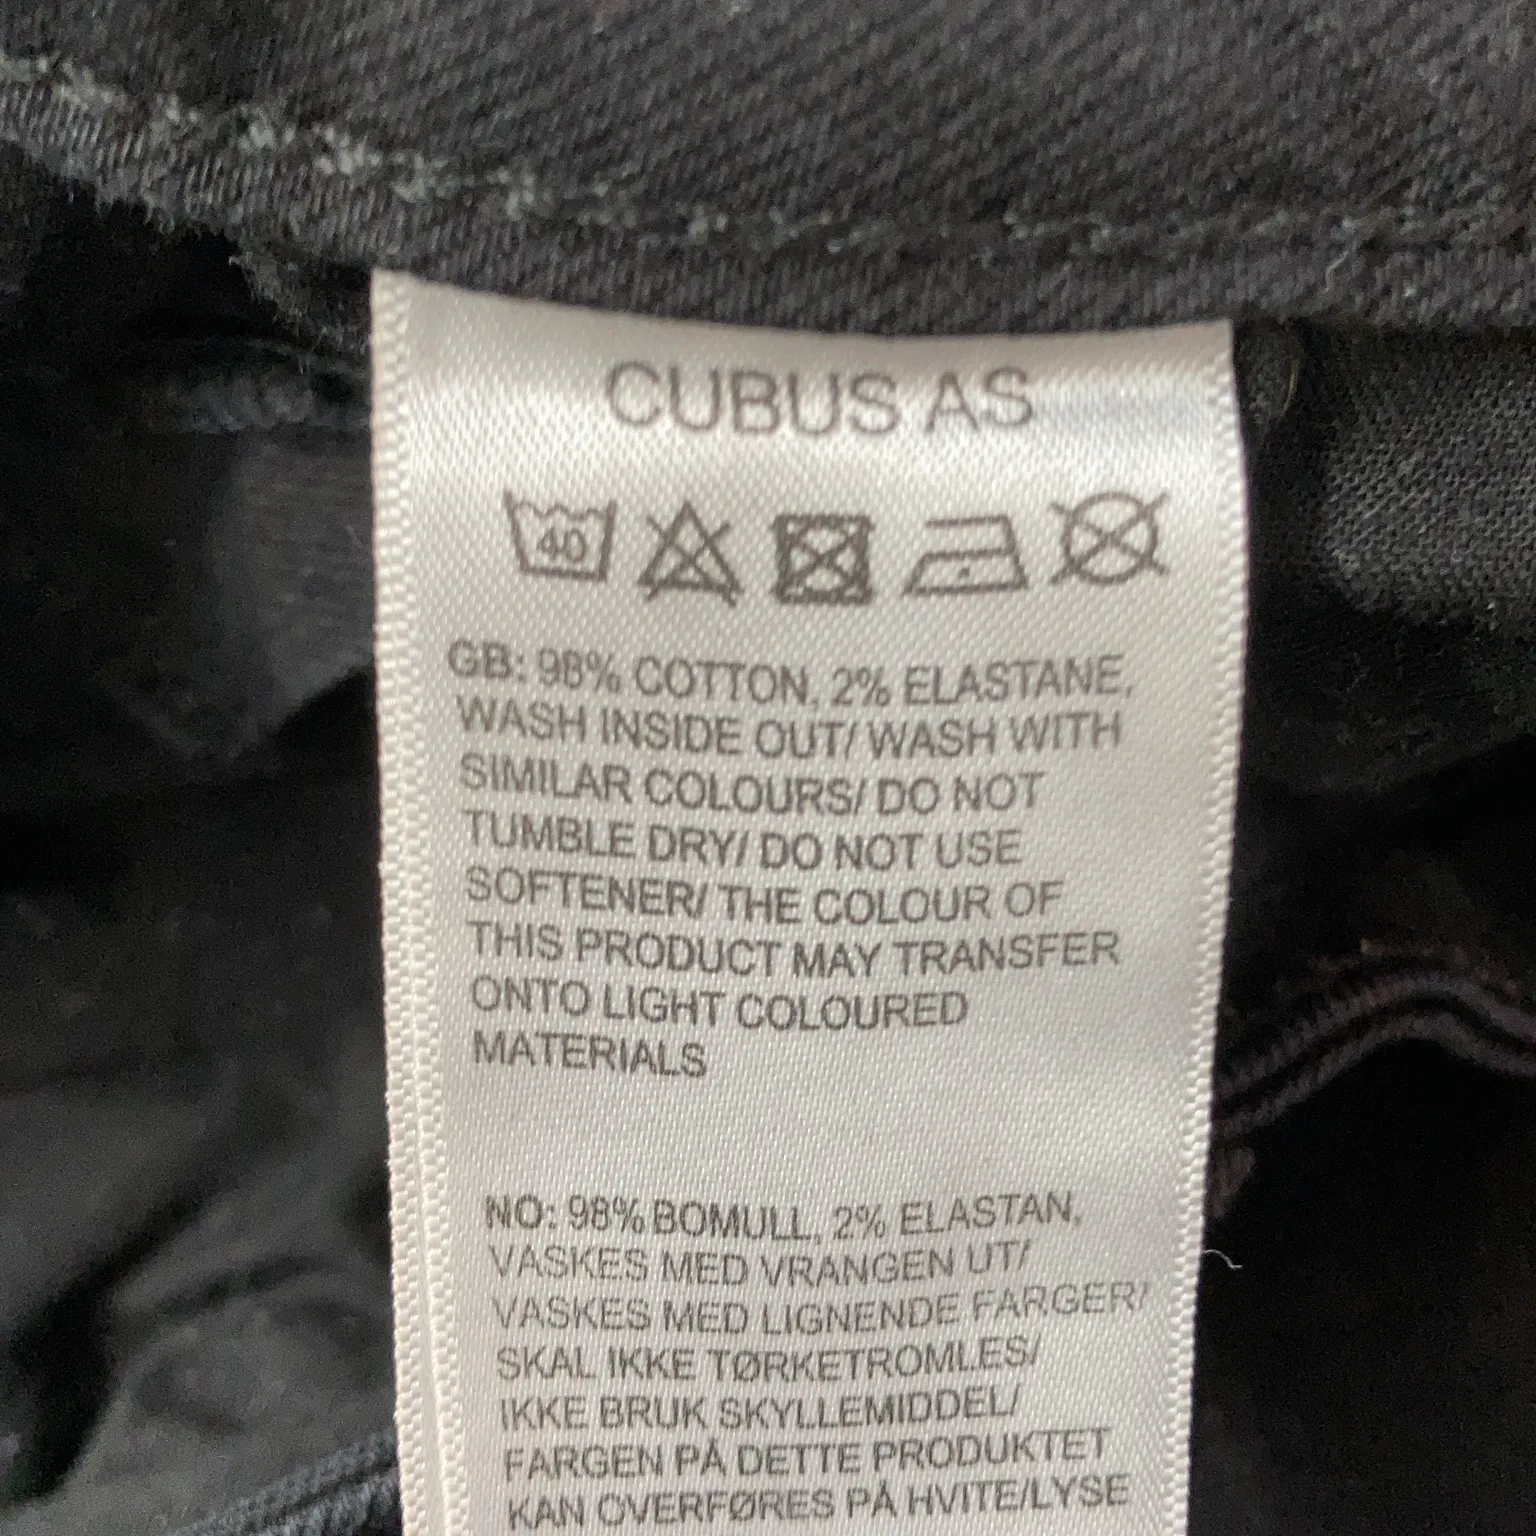 CUBUS AS
40
GB: 98% COTTON, 2% ELASTANE,
WASH INSIDE OUT/ WASH WITH
SIMILAR COLOURS/ DO NOT
TUMBLE DRY/ DO NOT USE
SOFTENER/ THE COLOUR OF
THIS PRODUCT MAY TRANSFER
ONTO LIGHT COLOURED
MATERIALS
NO: 98% BOMULL, 2% ELASTAN,
VASKES MED VRANGEN UT/
VASKES MED LIGNENDE FARGER/
SKAL IKKE TØRKETROMLES/
IKKE BRUK SKYLLEMIDDEL/
FARGEN PÅ DETTE PRODUKTET
KAN OVERFØRES PÅ HVITE/LYSE